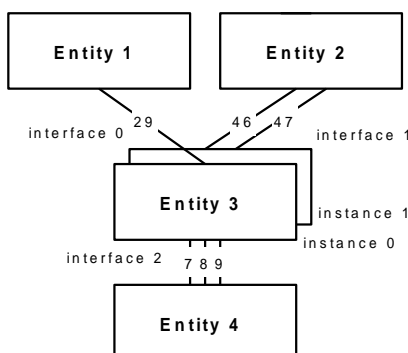 Entity 1
Entity 2
29
46
47
interface 0
interface 1
Entity 3
instance 1
instance 0
interface 2
7 8 9
Entity 4